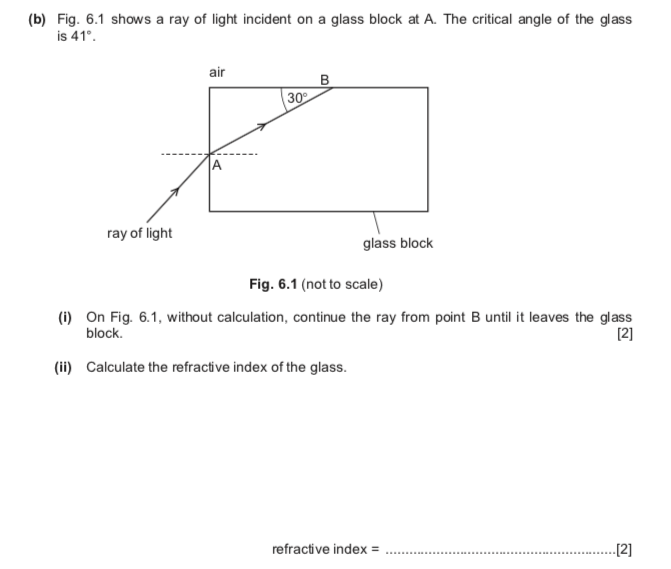 (b) Fig. 6.1 shows a ray of light incident on a glass block at A. The critical angle of the glass
is 41°.
air
B
30°
A
ray of light
glass block
Fig. 6.1 (not to scale)
(i) On Fig. 6.1, without calculation, continue the ray from point B until it leaves the glass
block. [2]
(ii) Calculate the refractive index of the glass.
refractive index = ..........................................................[2]